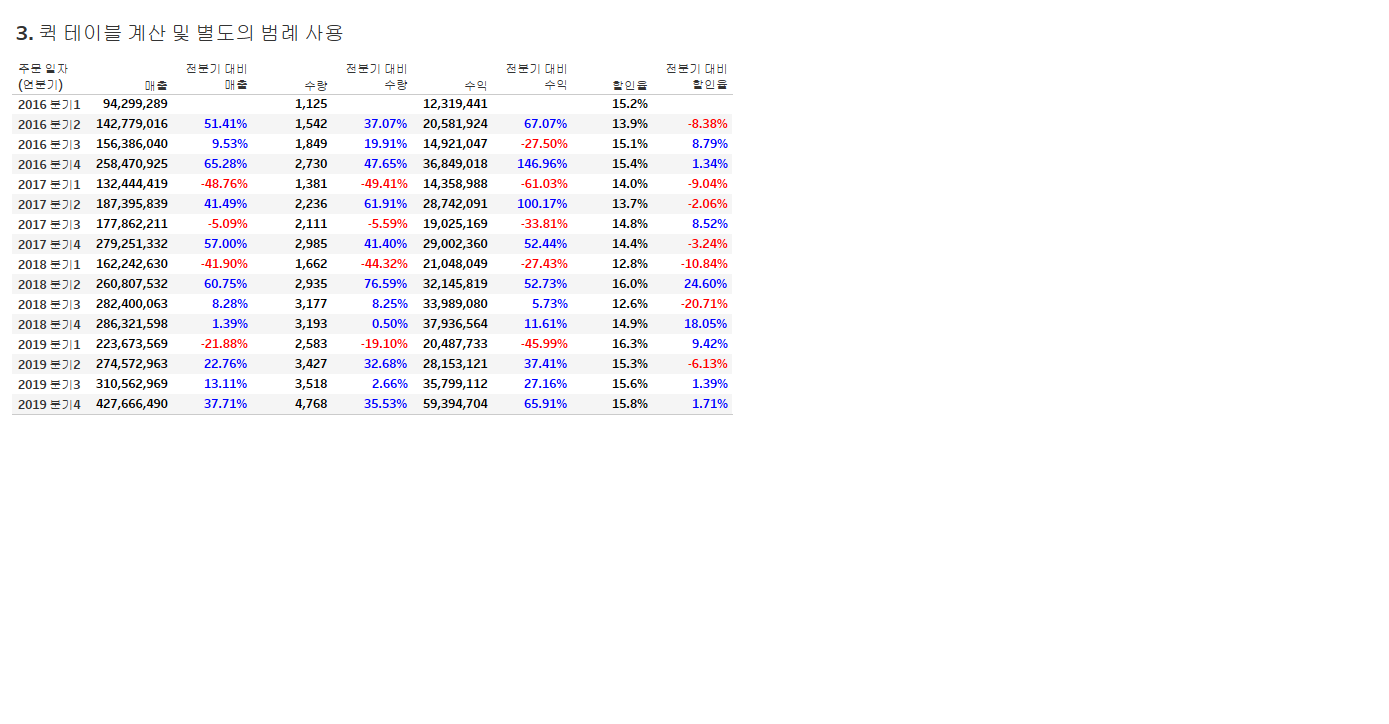 3. 퀵 테이블 계산 및 별도의 범례 사용
주문 일자 전분기 대비 전분기 대비 전분기 대비 전분기 대비
(연분기) 매출 매출 수량 수량 수익 수익 할인율 할인율
2016 분기1 94,299,289 1,125 12,319,441 15.2%
2016 분기2 142,779,016 51.41% 1,542 37.07% 20,581,924 67.07% 13.9% -8.38%
2016 분기3 156,386,040 9.53% 1,849 19.91% 14,921,047 -27.50% 15.1% 8.79%
2016 분기4 258,470,925 65.28% 2,730 47.65% 36,849,018 146.96% 15.4% 1.34%
2017 분기1 132,444,419 -48.76% 1,381 -49.41% 14,358,988 -61.03% 14.0% -9.04%
2017 분기2 187,395,839 41.49% 2,236 61.91% 28,742,091 100.17% 13.7% -2.06%
2017 분기3 177,862,211 -5.09% 2,111 -5.59% 19,025,169 -33.81% 14.8% 8.52%
2017 분기4 279,251,332 57.00% 2,985 41.40% 29,002,360 52.44% 14.4% -3.24%
2018 분기1 162,242,630 -41.90% 1,662 -44.32% 21,048,049 -27.43% 12.8% -10.84%
2018 분기2 260,807,532 60.75% 2,935 76.59% 32,145,819 52.73% 16.0% 24.60%
2018 분기3 282,400,063 8.28% 3,177 8.25% 33,989,080 5.73% 12.6% -20.71%
2018 분기4 286,321,598 1.39% 3,193 0.50% 37,936,564 11.61% 14.9% 18.05%
2019 분기1 223,673,569 -21.88% 2,583 -19.10% 20,487,733 -45.99% 16.3% 9.42%
2019 분기2 274,572,963 22.76% 3,427 32.68% 28,153,121 37.41% 15.3% -6.13%
2019 분기3 310,562,969 13.11% 3,518 2.66% 35,799,112 27.16% 15.6% 1.39%
2019 분기4 427,666,490 37.71% 4,768 35.53% 59,394,704 65.91% 15.8% 1.71%